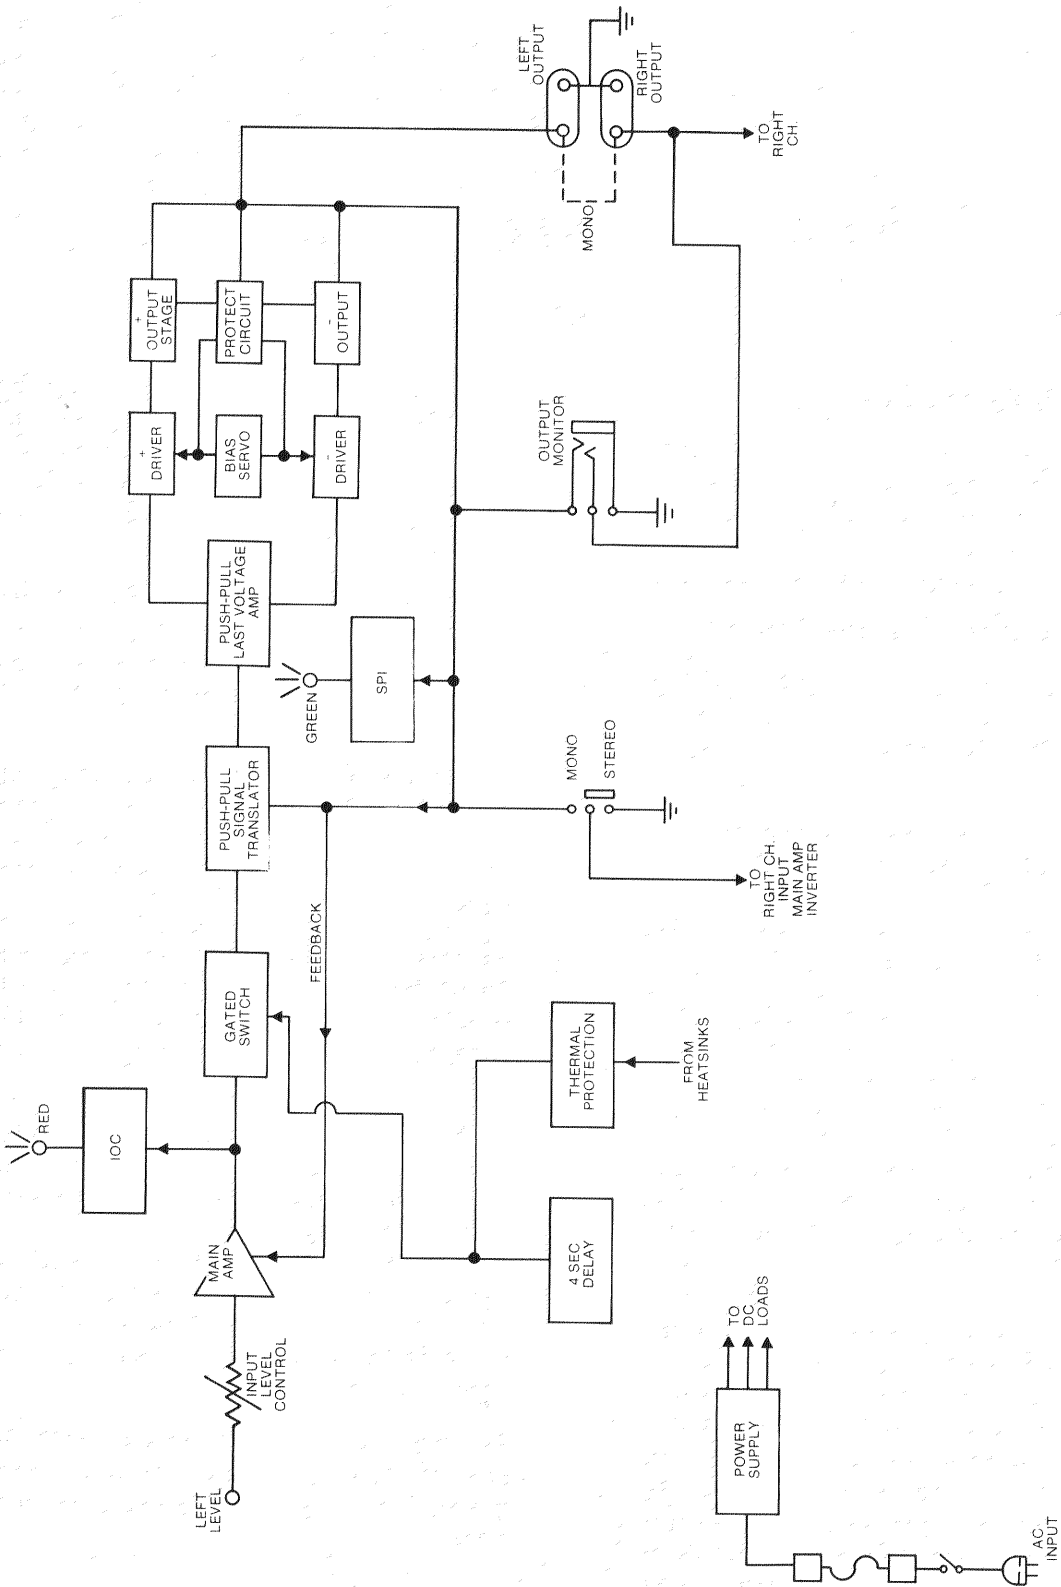 LEFT
LEVEL
INPUT
LEVEL
CONTROL
MAIN
AMP
IOC
RED
GATED
SWITCH
FEEDBACK
PUSH-PULL
SIGNAL
TRANSLATOR
GREEN
SPI
PUSH-PULL
LAST VOLTAGE
AMP
+
DRIVER
BIAS
SERVO
-
DRIVER
+
OUTPUT
STAGE
PROTECT
CIRCUIT
-
OUTPUT
LEFT
OUTPUT
RIGHT
OUTPUT
MONO
TO
RIGHT
CH.
OUTPUT
MONITOR
MONO
STEREO
TO
RIGHT CH.
INPUT
MAIN AMP
INVERTER
4 SEC
DELAY
THERMAL
PROTECTION
FROM
HEATSINKS
POWER
SUPPLY
TO
DC
LOADS
AC
INPUT